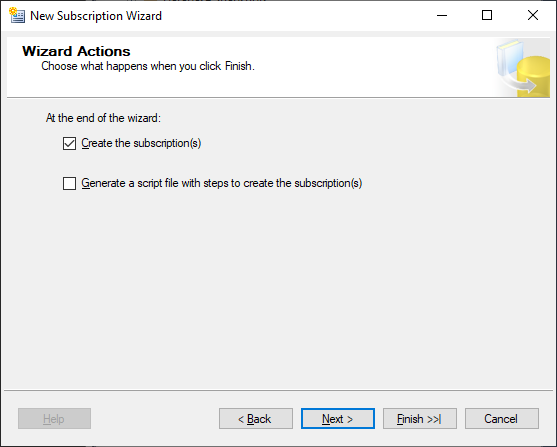 New Subscription Wizard
Wizard Actions
Choose what happens when you click Finish.
At the end of the wizard:
Create the subscription(s)
Generate a script file with steps to create the subscription(s)
Help
< Back
Next >
Finish >>|
Cancel